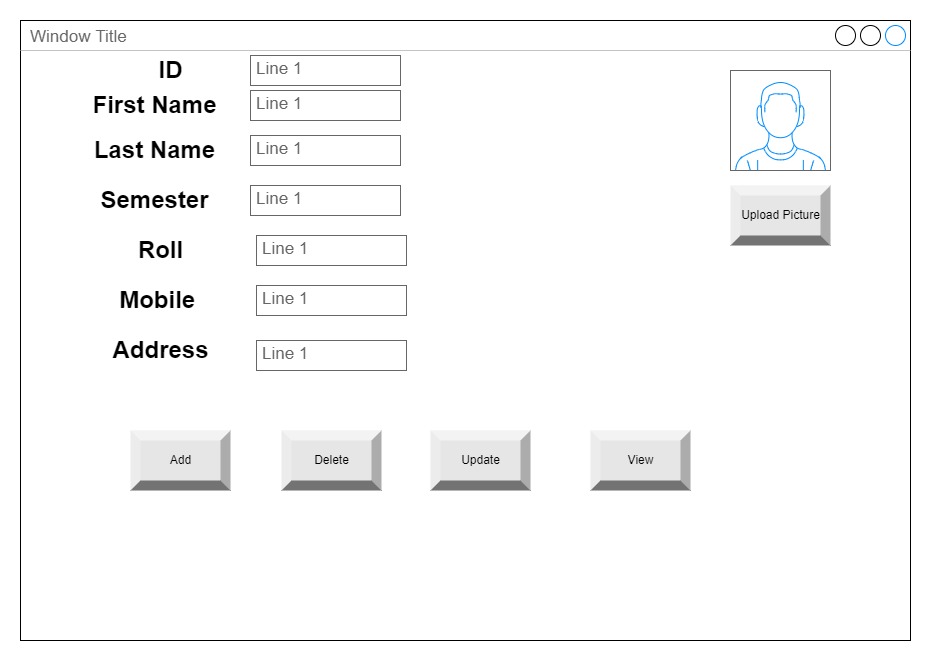 Window Title
ID Line 1
First Name Line 1
Last Name Line 1
Semester Line 1
Upload Picture
Roll Line 1
Mobile Line 1
Address Line 1
Add Delete Update View